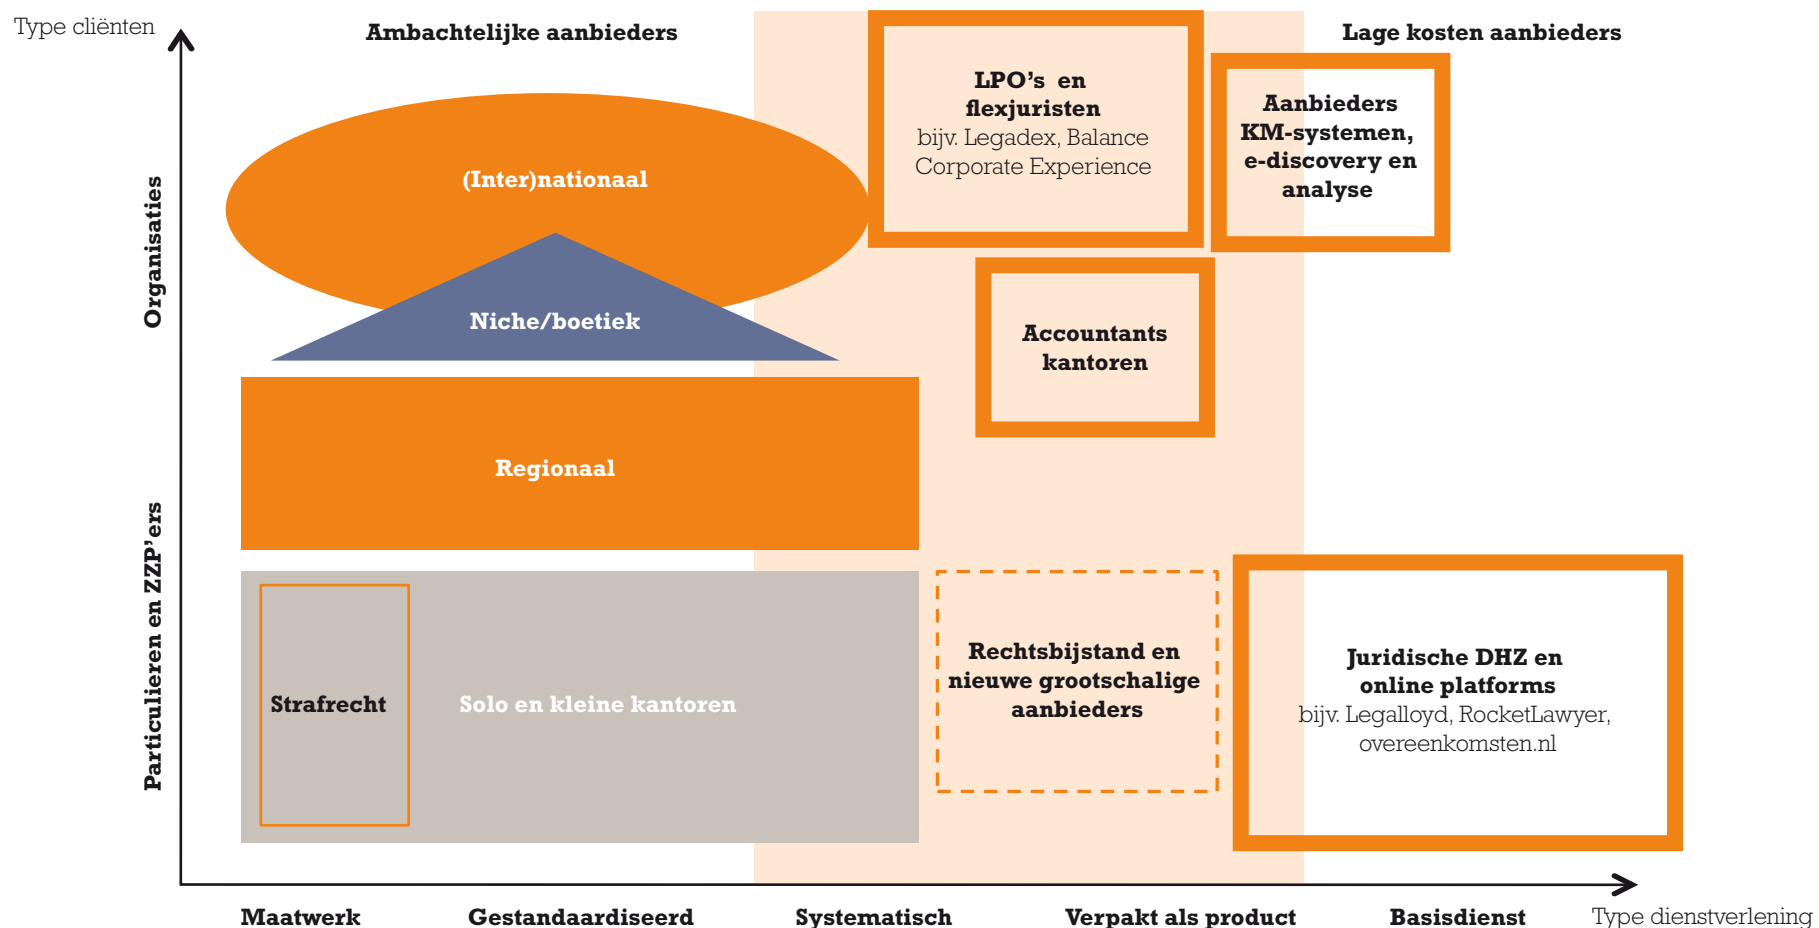 Type cliënten
Ambachtelijke aanbieders
Lage kosten aanbieders
Organisaties
Particulieren en ZZP'ers
(Inter)nationaal
Niche/boetiek
Regionaal
Strafrecht
Solo en kleine kantoren
LPO’s en
flexjuristen
bijv. Legadex, Balance
Corporate Experience
Aanbieders
KM-systemen,
e-discovery en
analyse
Accountants
kantoren
Rechtsbijstand en
nieuwe grootschalige
aanbieders
Juridische DHZ en
online platforms
bijv. Legalloyd, RocketLawyer,
overeenkomsten.nl
Maatwerk
Gestandaardiseerd
Systematisch
Verpakt als product
Basisdienst
Type dienstverlening